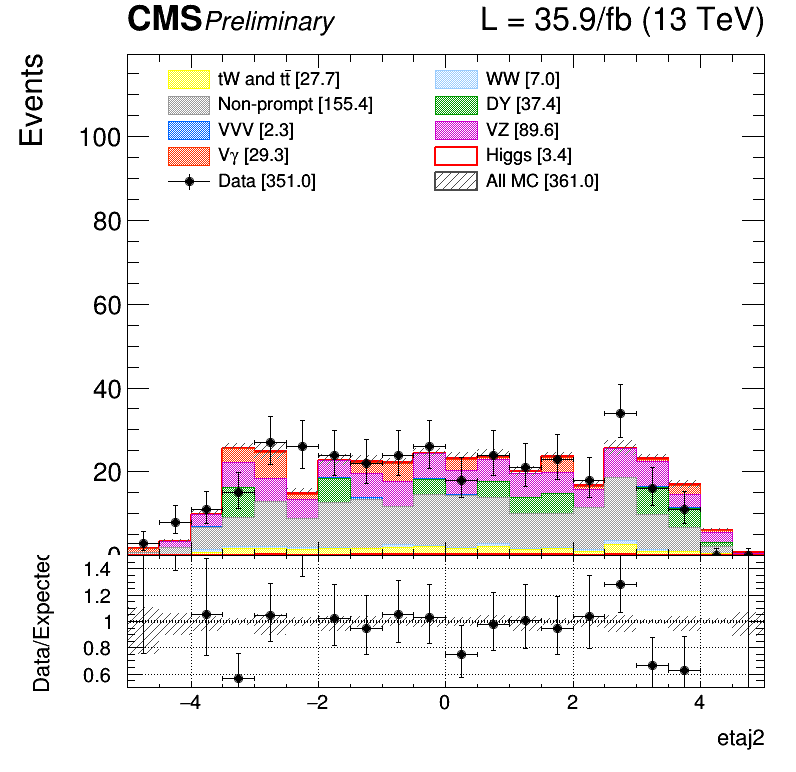 CMS Preliminary L = 35.9/fb (13 TeV)
Events
tW and tt̄ [27.7] WW [7.0]
Non-prompt [155.4] DY [37.4]
VVV [2.3] VZ [89.6]
Vγ [29.3] Higgs [3.4]
Data [351.0] All MC [361.0]
100
80
60
40
20
0
Data/Expected
1.4
1.2
1
0.8
0.6
−4 −2 0 2 4
etaj2